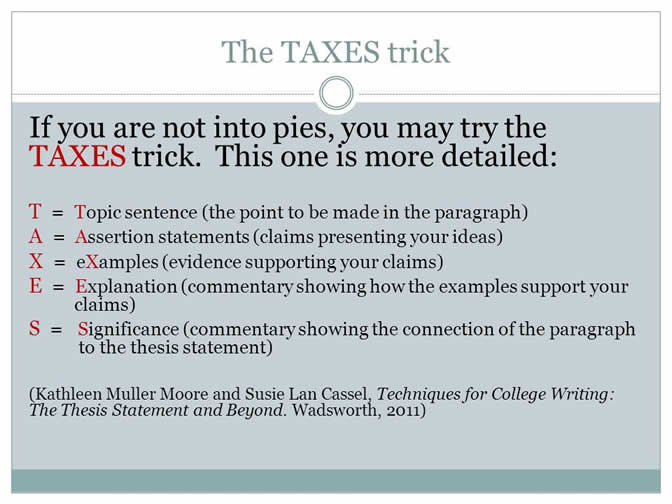 The TAXES trick
If you are not into pies, you may try the
TAXES trick.  This one is more detailed:
T = Topic sentence (the point to be made in the paragraph)
A = Assertion statements (claims presenting your ideas)
X = eXamples (evidence supporting your claims)
E = Explanation (commentary showing how the examples support your
claims)
S = Significance (commentary showing the connection of the paragraph
to the thesis statement)
(Kathleen Muller Moore and Susie Lan Cassel, Techniques for College Writing:
The Thesis Statement and Beyond. Wadsworth, 2011)